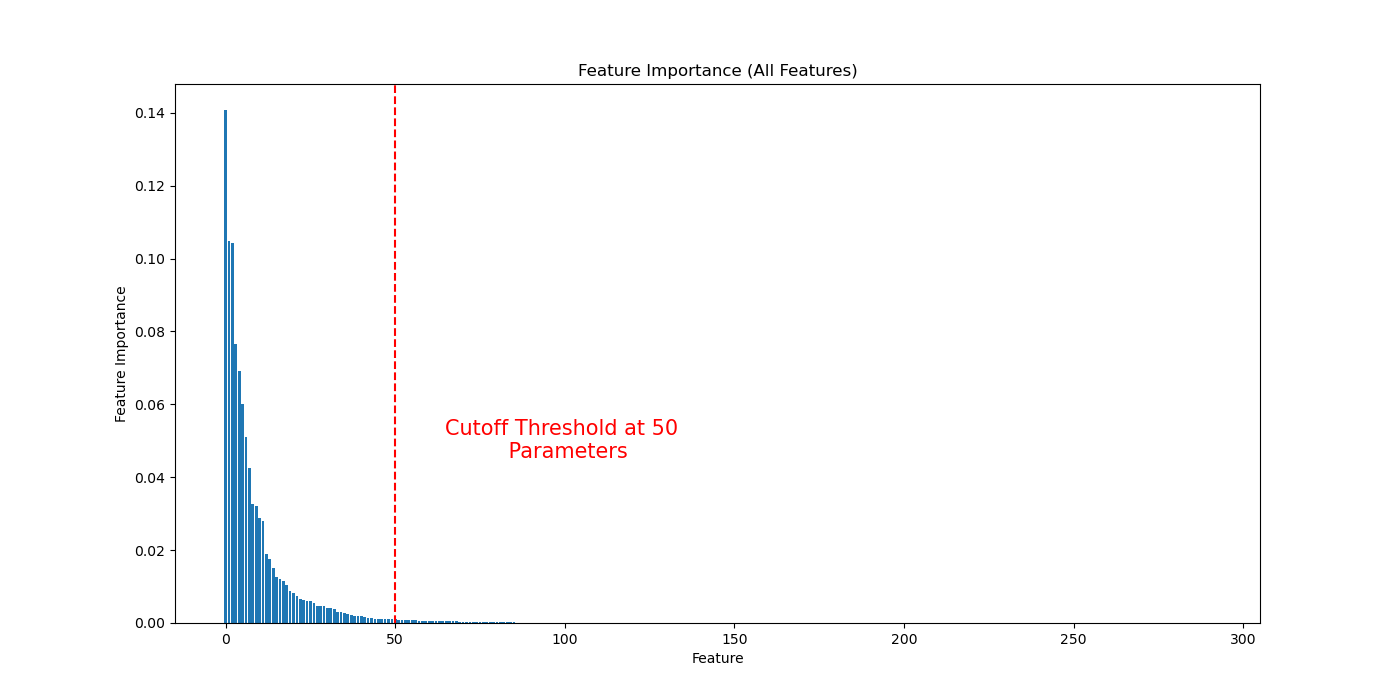 Feature Importance (All Features)
0.14
0.12
0.10
0.08
0.06
0.04
0.02
0.00
Feature Importance
Cutoff Threshold at 50
Parameters
0 50 100 150 200 250 300
Feature